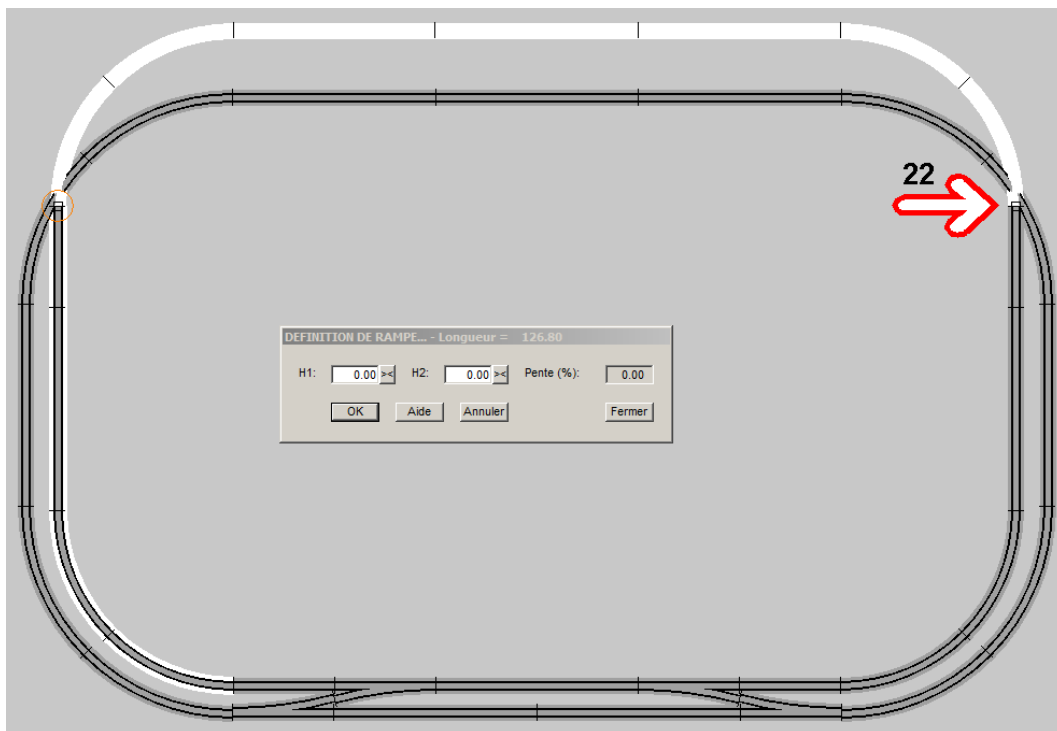 22
DEFINITION DE RAMPE... - Longueur = 126.80
H1: 0.00 >< H2: 0.00 >< Pente (%): 0.00
OK Aide Annuler Fermer